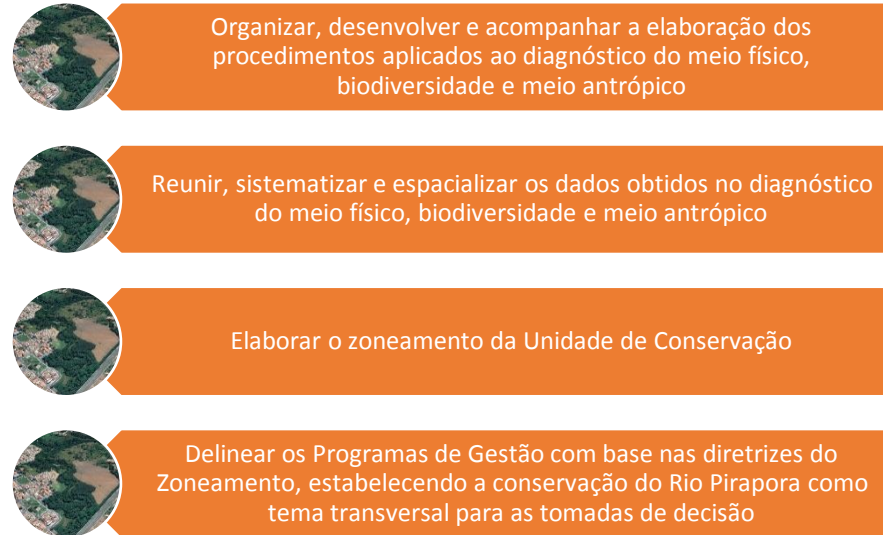 Organizar, desenvolver e acompanhar a elaboração dos
procedimentos aplicados ao diagnóstico do meio físico,
biodiversidade e meio antrópico
Reunir, sistematizar e espacializar os dados obtidos no diagnóstico
do meio físico, biodiversidade e meio antrópico
Elaborar o zoneamento da Unidade de Conservação
Delinear os Programas de Gestão com base nas diretrizes do
Zoneamento, estabelecendo a conservação do Rio Pirapora como
tema transversal para as tomadas de decisão